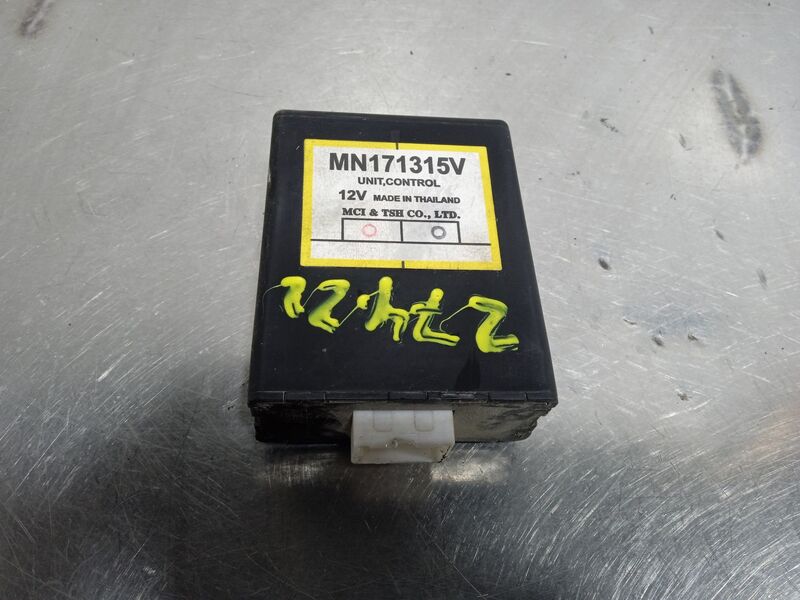 MN171315V
UNIT,CONTROL
12V MADE IN THAILAND
MCI & TSH CO., LTD.